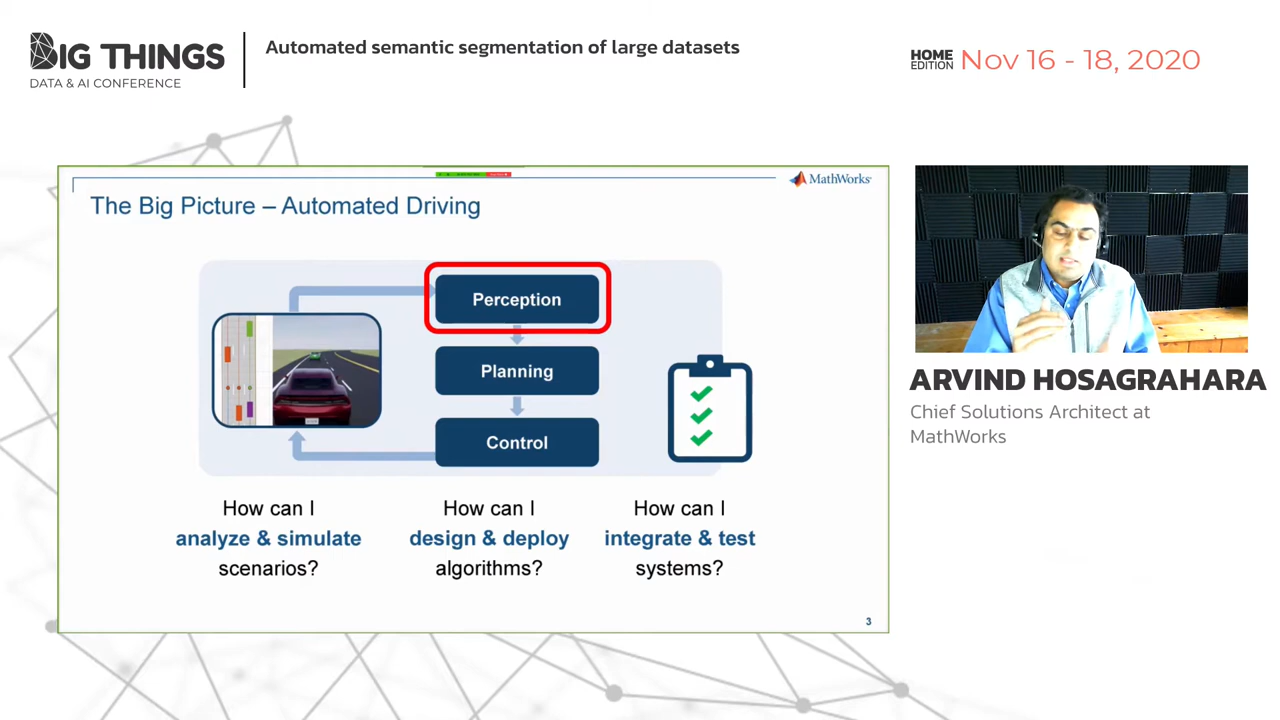 BIG THINGS
DATA & AI CONFERENCE
Automated semantic segmentation of large datasets
HOME
EDITION
Nov 16 - 18, 2020
MathWorks
The Big Picture – Automated Driving
Perception
Planning
Control
How can I
analyze & simulate
scenarios?
How can I
design & deploy
algorithms?
How can I
integrate & test
systems?
3
ARVIND HOSAGRAHARA
Chief Solutions Architect at
MathWorks